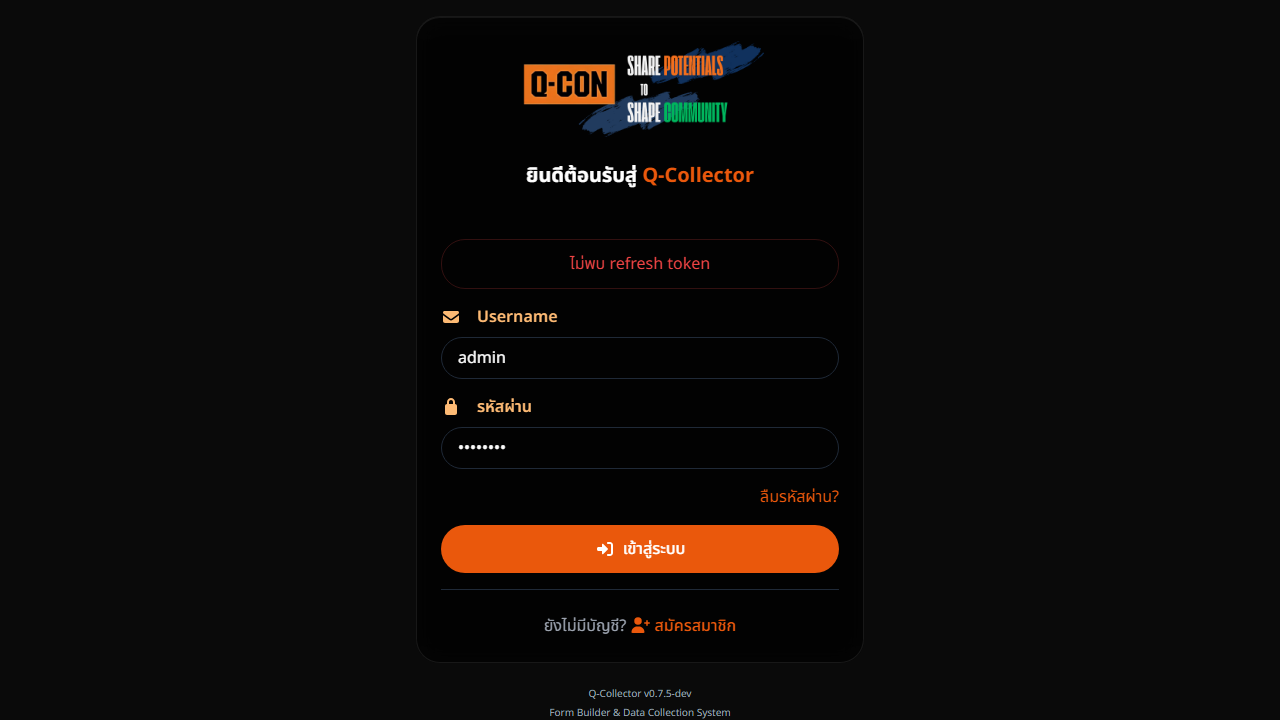 Q-CON
SHARE POTENTIALS
TO
SHAPE COMMUNITY
ยินดีต้อนรับสู่ Q-Collector
ไม่พบ refresh token
Username
admin
รหัสผ่าน
••••••••
ลืมรหัสผ่าน?
เข้าสู่ระบบ
ยังไม่มีบัญชี? สมัครสมาชิก
Q-Collector v0.7.5-dev
Form Builder & Data Collection System